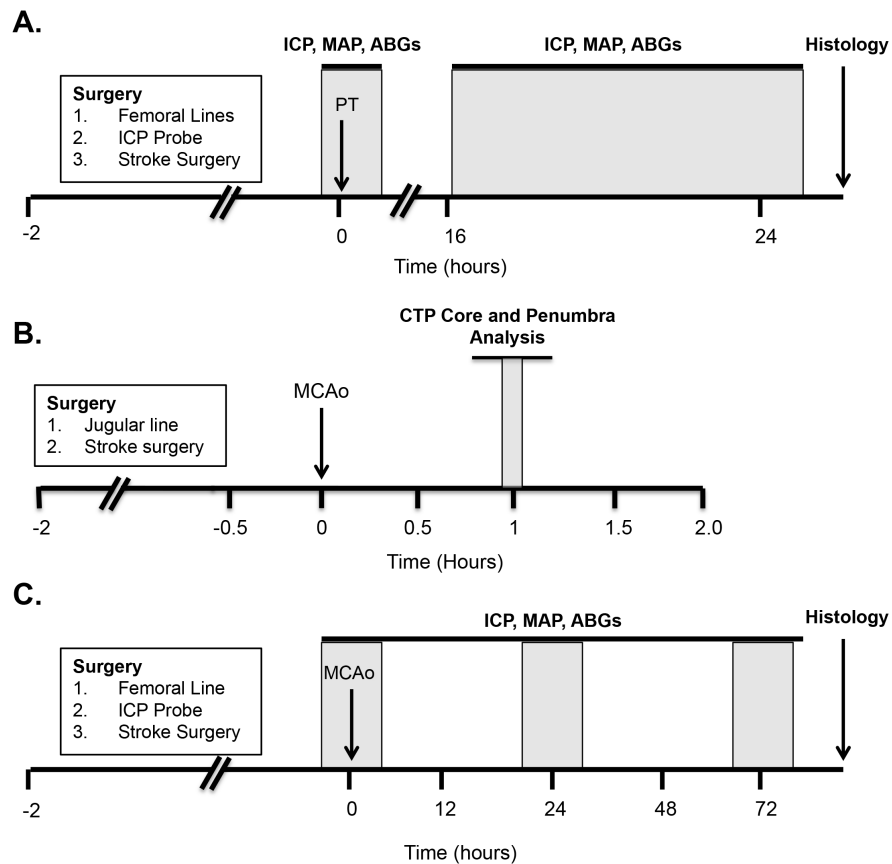 A.
ICP, MAP, ABGs
ICP, MAP, ABGs
Histology
Surgery
1. Femoral Lines
2. ICP Probe
3. Stroke Surgery
PT
-2
0
16
24
Time (hours)
B.
CTP Core and Penumbra
Analysis
Surgery
1. Jugular line
2. Stroke surgery
MCAo
-2
-0.5
0
0.5
1
1.5
2.0
Time (Hours)
C.
ICP, MAP, ABGs
Histology
Surgery
1. Femoral Line
2. ICP Probe
3. Stroke Surgery
MCAo
-2
0
12
24
48
72
Time (hours)